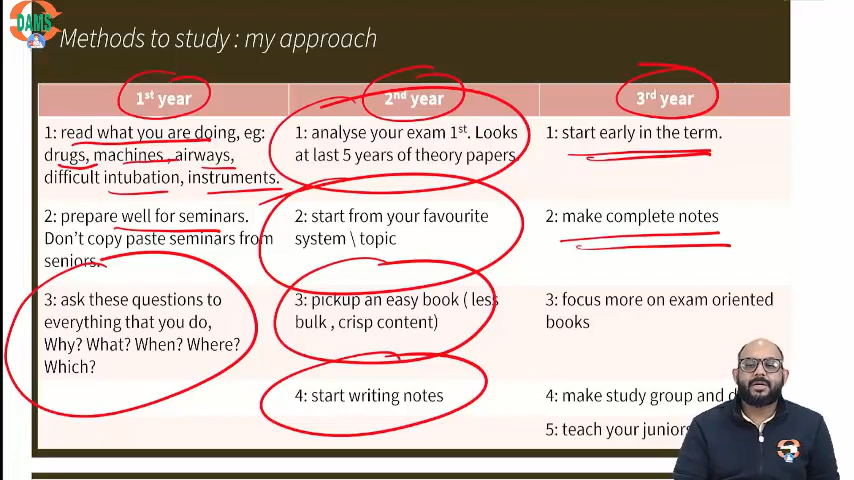 DAMS
Methods to study : my approach
1st year
2nd year
3rd year
1: read what you are doing, eg:
drugs, machines , airways,
difficult intubation, instruments.
1: analyse your exam 1st. Looks
at last 5 years of theory papers
1: start early in the term.
2: prepare well for seminars.
Don't copy paste seminars from
seniors.
2: start from your favourite
system \ topic
2: make complete notes
3: ask these questions to
everything that you do,
Why? What? When? Where?
Which?
3: pickup an easy book ( less
bulk , crisp content)
3: focus more on exam oriented
books
4: start writing notes
4: make study group and
5: teach your juniors